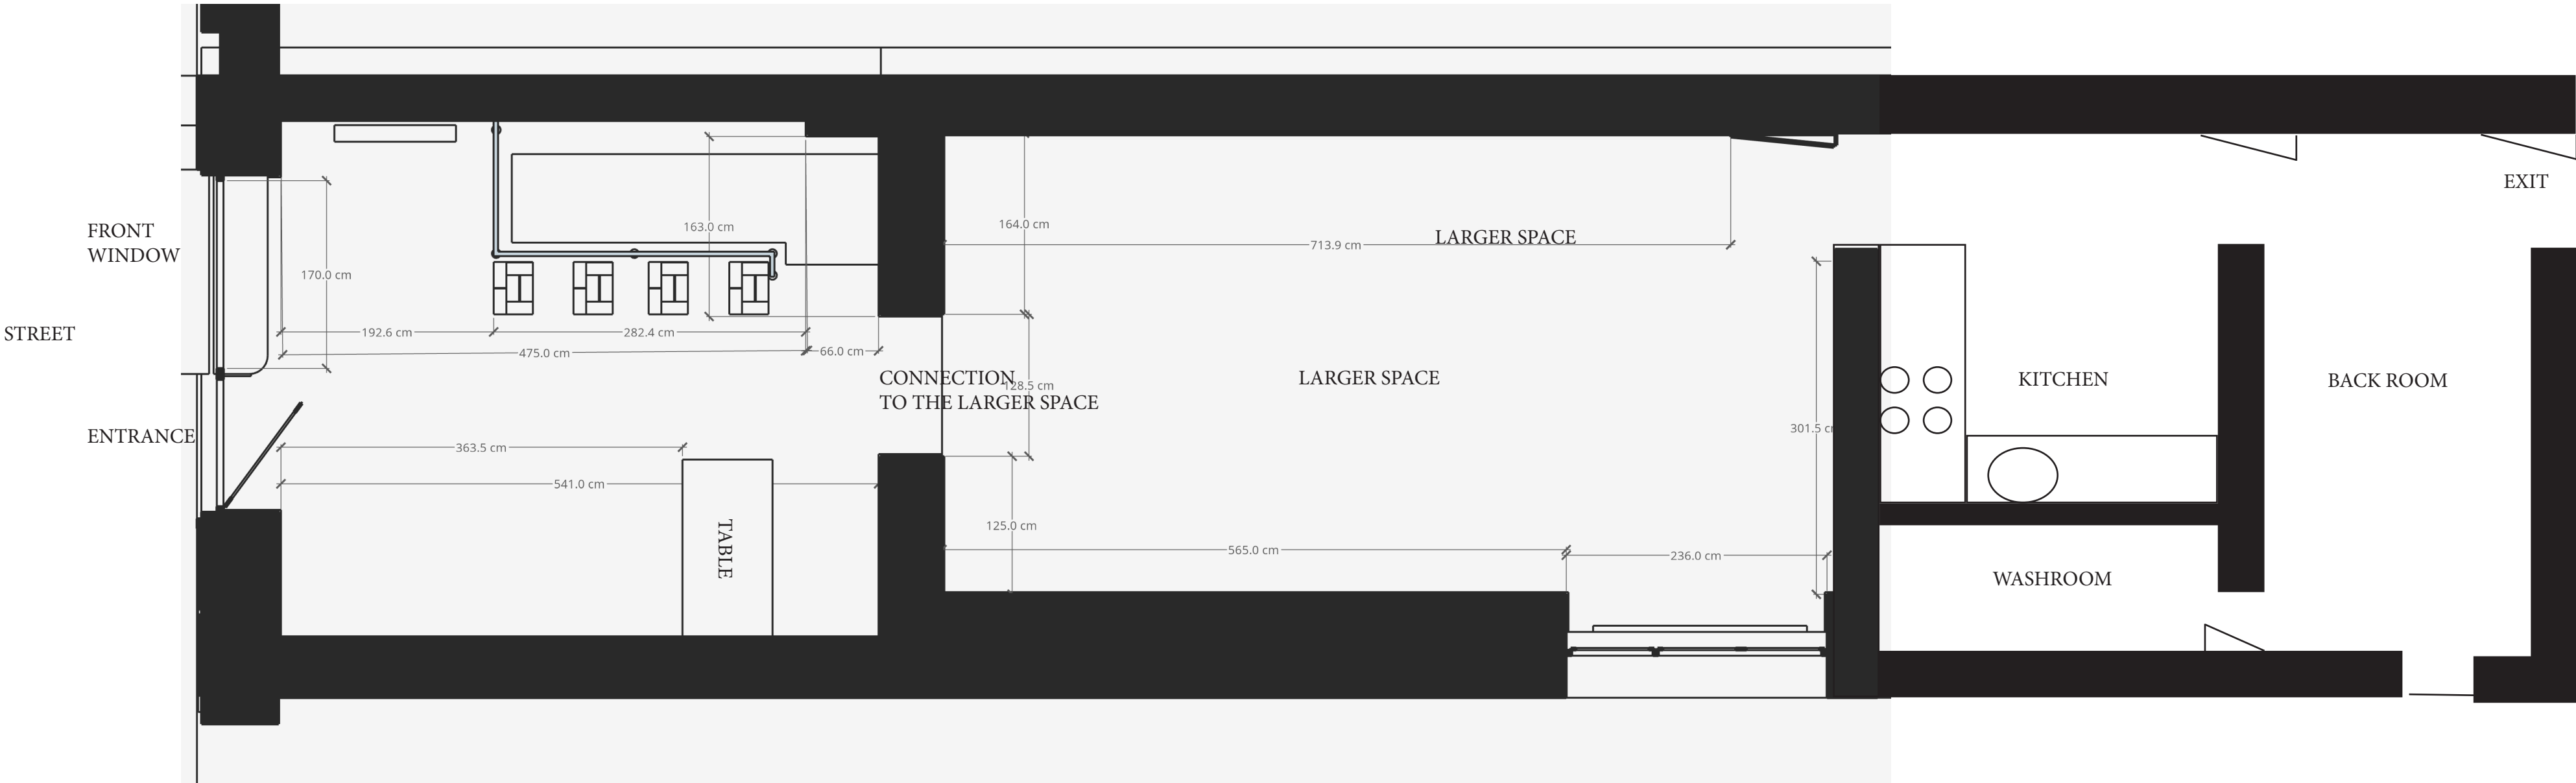 EXIT
FRONT
WINDOW
163.0 cm
164.0 cm
LARGER SPACE
713.9 cm
170.0 cm
STREET
192.6 cm
282.4 cm
475.0 cm
66.0 cm
CONNECTION
TO THE LARGER SPACE
128.5 cm
LARGER SPACE
KITCHEN
BACK ROOM
ENTRANCE
301.5 c
363.5 cm
541.0 cm
TABLE
125.0 cm
565.0 cm
236.0 cm
WASHROOM